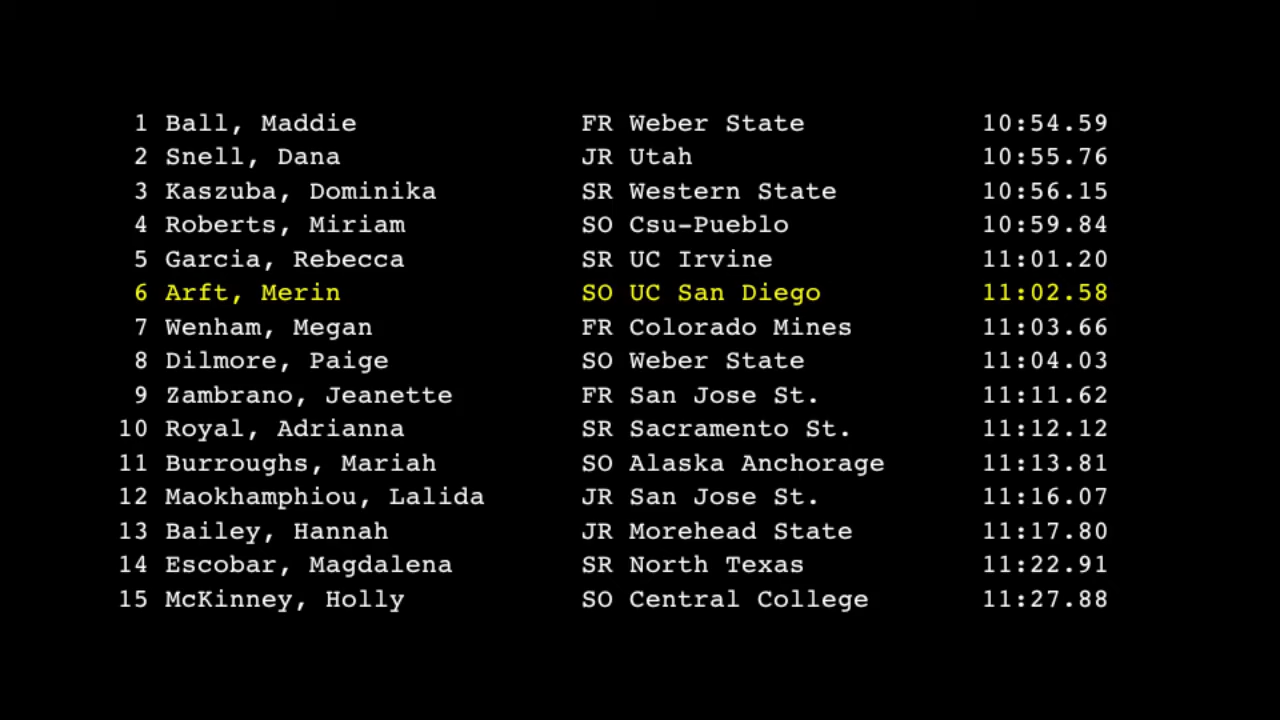 1 Ball, Maddie FR Weber State 10:54.59
2 Snell, Dana JR Utah 10:55.76
3 Kaszuba, Dominika SR Western State 10:56.15
4 Roberts, Miriam SO Csu-Pueblo 10:59.84
5 Garcia, Rebecca SR UC Irvine 11:01.20
6 Arft, Merin SO UC San Diego 11:02.58
7 Wenham, Megan FR Colorado Mines 11:03.66
8 Dilmore, Paige SO Weber State 11:04.03
9 Zambrano, Jeanette FR San Jose St. 11:11.62
10 Royal, Adrianna SR Sacramento St. 11:12.12
11 Burroughs, Mariah SO Alaska Anchorage 11:13.81
12 Maokhamphiou, Lalida JR San Jose St. 11:16.07
13 Bailey, Hannah JR Morehead State 11:17.80
14 Escobar, Magdalena SR North Texas 11:22.91
15 McKinney, Holly SO Central College 11:27.88